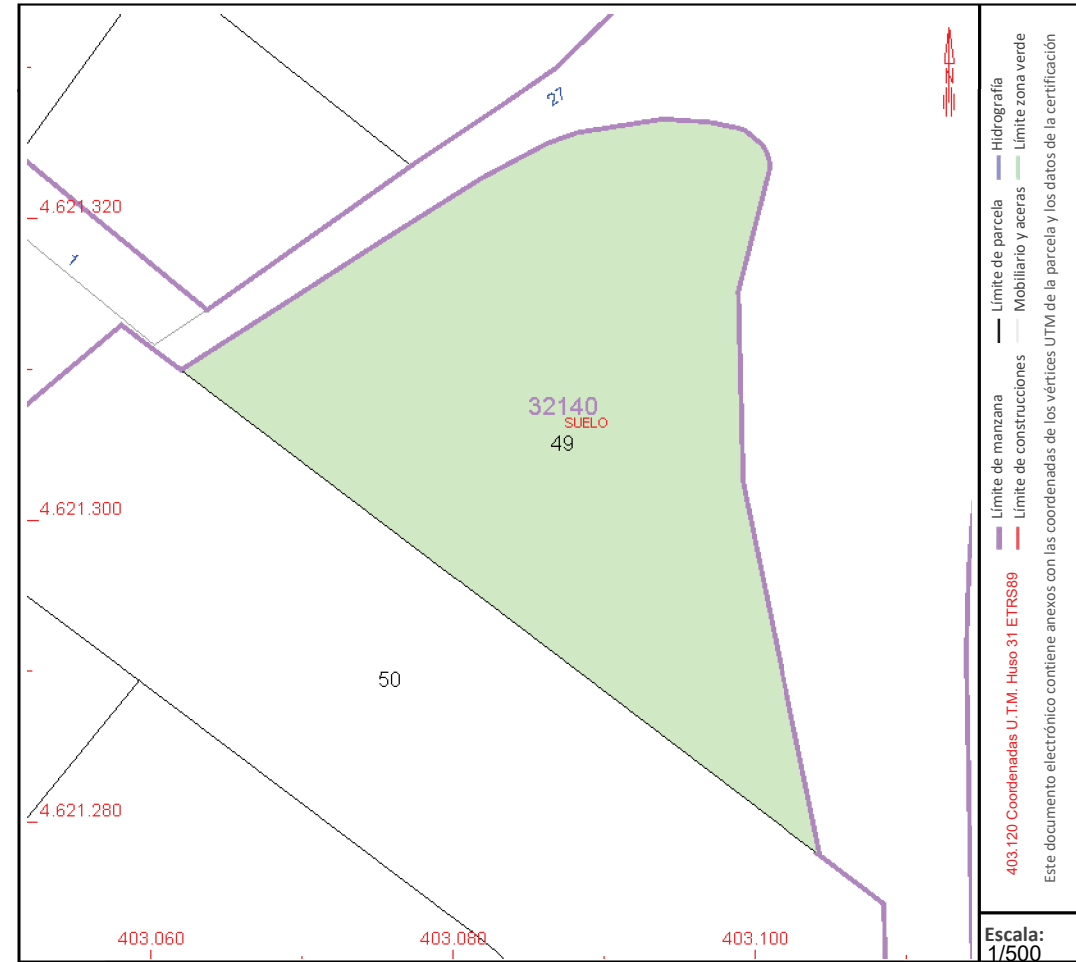 27
4.621.320
1
32140
SUELO
49
4.621.300
50
4.621.280
403.060
403.080
403.100
N
Hidrografía
Límite zona verde
Límite de parcela
Mobiliario y aceras
Límite de manzana
Límite de construcciones
403.120 Coordenadas U.T.M. Huso 31 ETRS89
Este documento electrónico contiene anexos con las coordenadas de los vértices UTM de la parcela y los datos de la certificación
Escala:
1/500